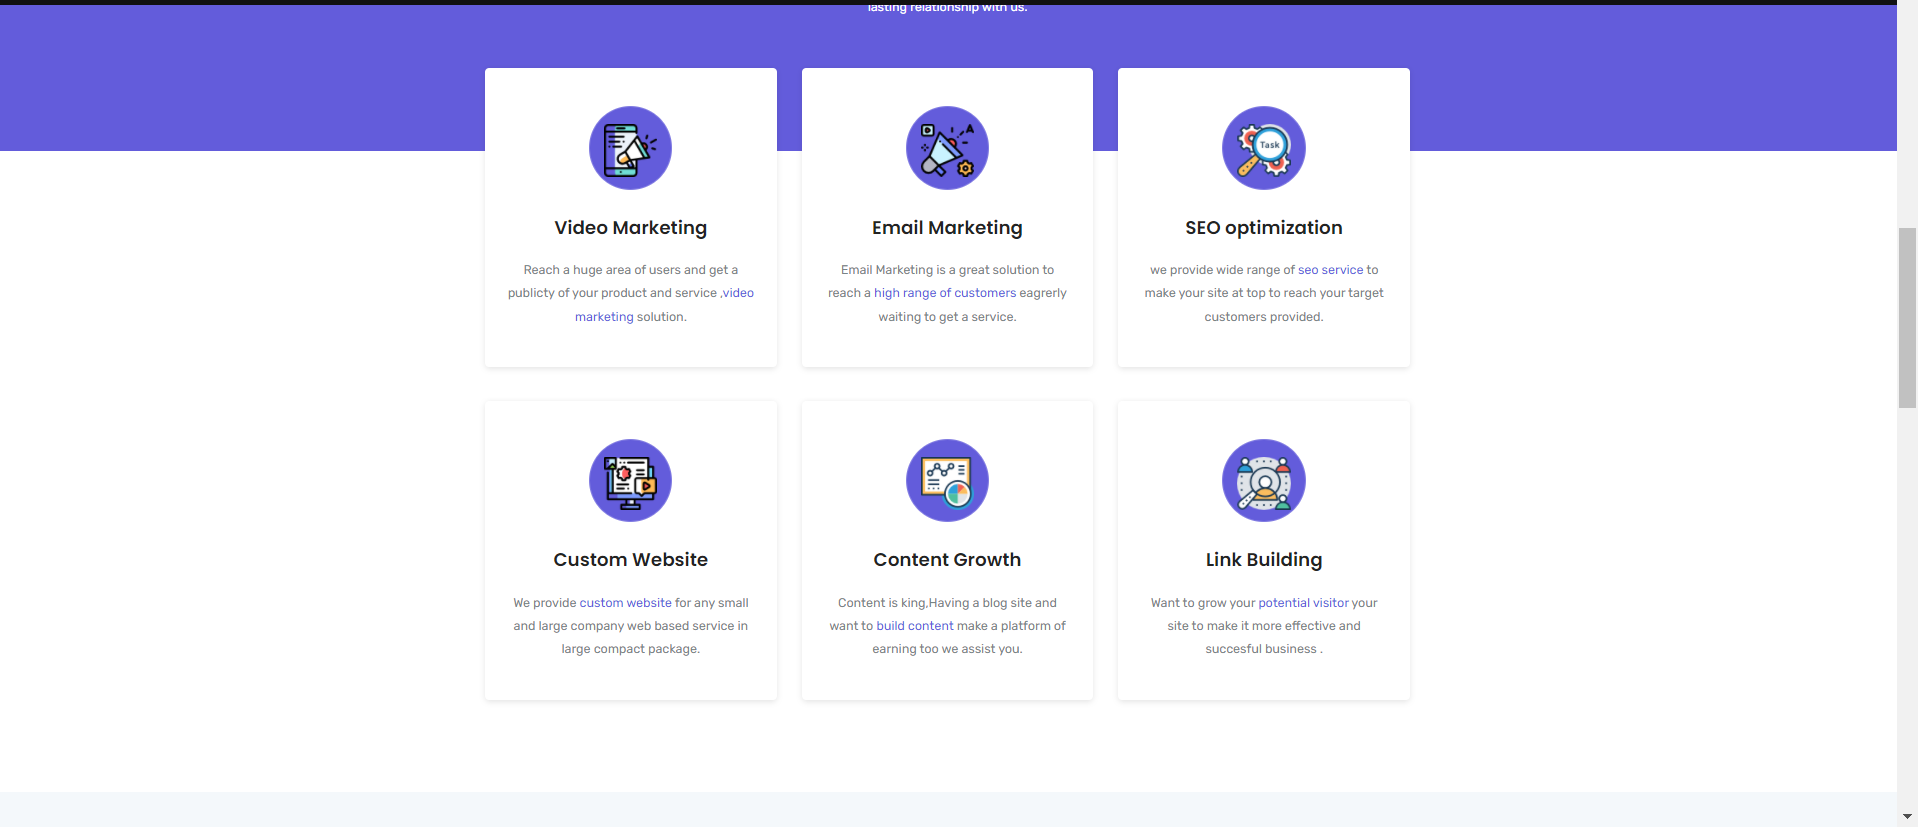 lasting relationship with us.
Task
Video Marketing
Reach a huge area of users and get a
publicty of your product and service ,video
marketing solution.
Email Marketing
Email Marketing is a great solution to
reach a high range of customers eagrerly
waiting to get a service.
SEO optimization
we provide wide range of seo service to
make your site at top to reach your target
customers provided.
Custom Website
We provide custom website for any small
and large company web based service in
large compact package.
Content Growth
Content is king,Having a blog site and
want to build content make a platform of
earning too we assist you.
Link Building
Want to grow your potential visitor your
site to make it more effective and
succesful business .